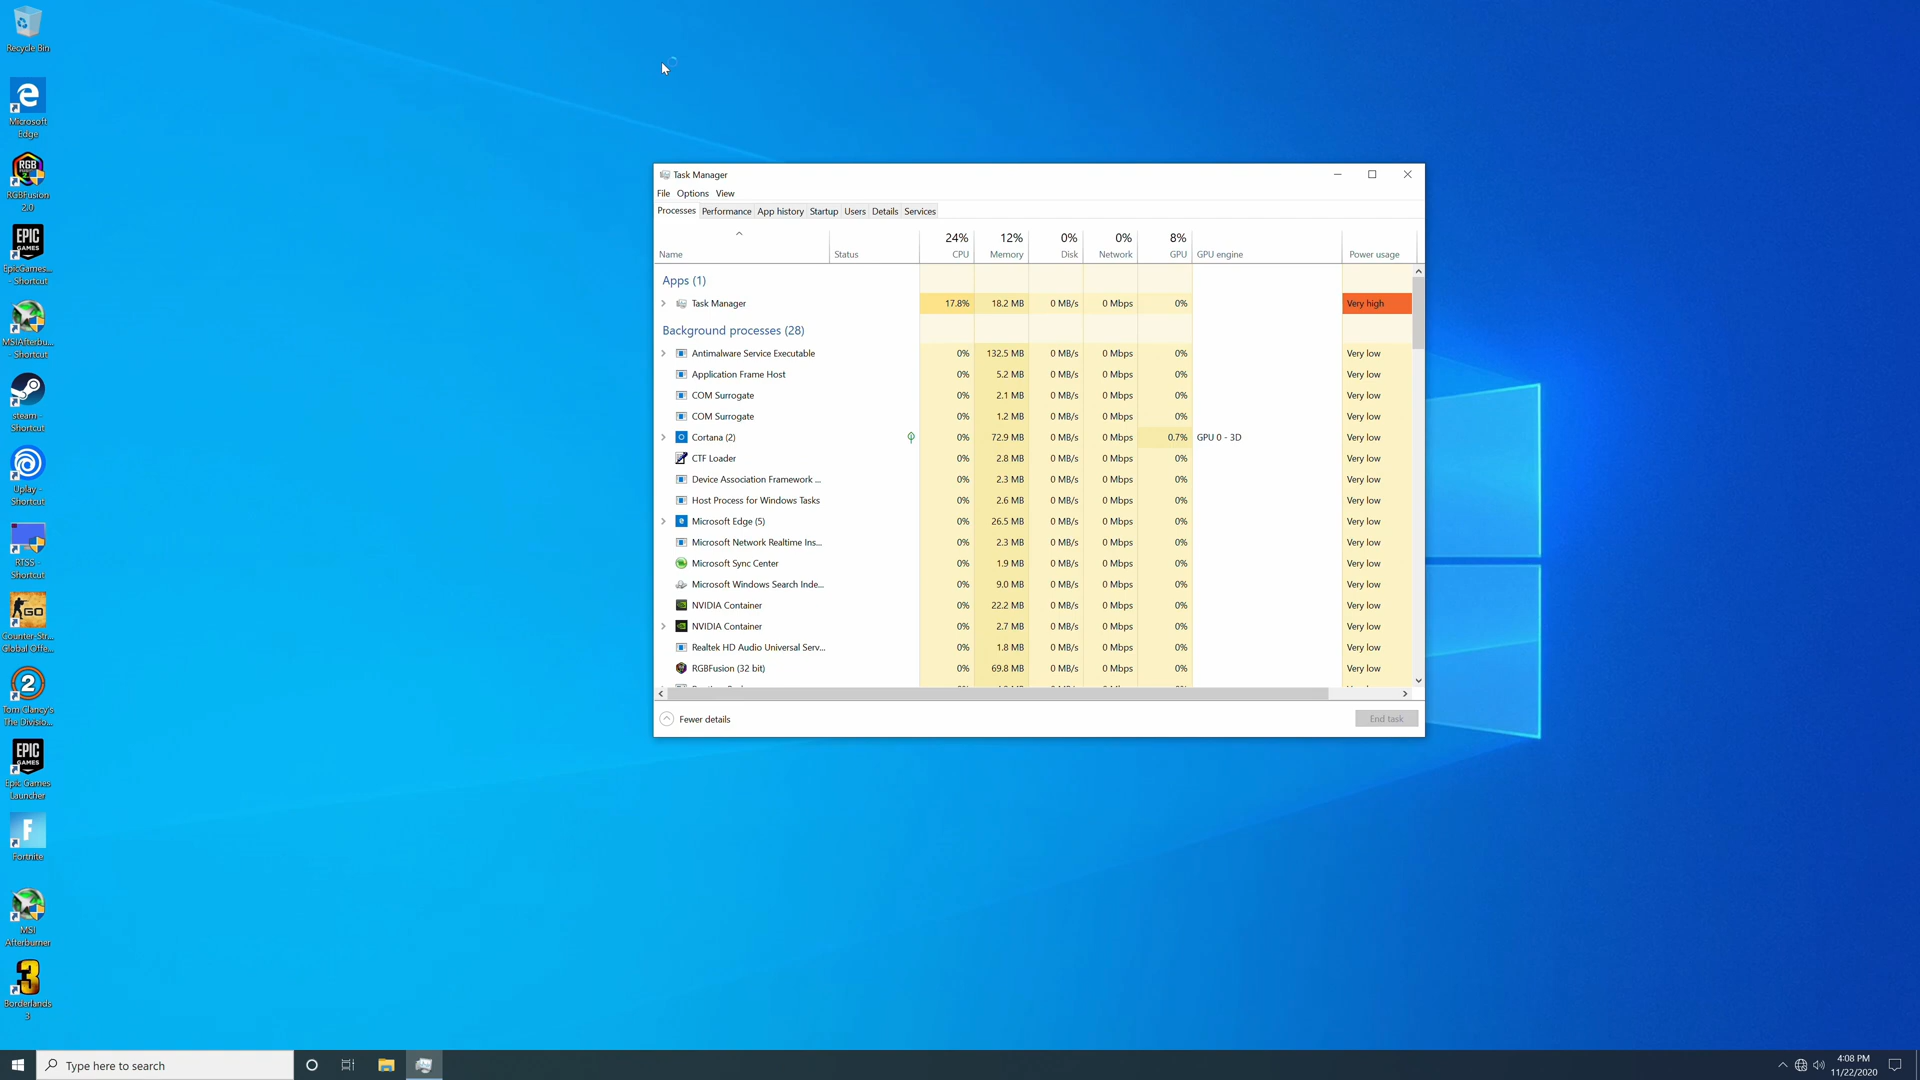 Recycle Bin
Microsoft
Edge
RGB
RGBFusion
2.0
EPIC
GAMES
EpicGames...
- Shortcut
MSIAfterbu...
- Shortcut
steam -
Shortcut
Uplay -
Shortcut
RTSS -
Shortcut
GO
Counter-Str...
Global Offe...
2
Tom Clancy's
The Divisio...
EPIC
GAMES
Epic Games
Launcher
F
Fortnite
MSI
Afterburner
3
Borderlands
3
Task Manager
File Options View
Processes Performance App history Startup Users Details Services
24% 12% 0% 0% 8%
Name Status CPU Memory Disk Network GPU GPU engine Power usage
Apps (1)
Task Manager 17.8% 18.2 MB 0 MB/s 0 Mbps 0% Very high
Background processes (28)
Antimalware Service Executable 0% 132.5 MB 0 MB/s 0 Mbps 0% Very low
Application Frame Host 0% 5.2 MB 0 MB/s 0 Mbps 0% Very low
COM Surrogate 0% 2.1 MB 0 MB/s 0 Mbps 0% Very low
COM Surrogate 0% 1.2 MB 0 MB/s 0 Mbps 0% Very low
Cortana (2) 0% 72.9 MB 0 MB/s 0 Mbps 0.7% GPU 0 - 3D Very low
CTF Loader 0% 2.8 MB 0 MB/s 0 Mbps 0% Very low
Device Association Framework ... 0% 2.3 MB 0 MB/s 0 Mbps 0% Very low
Host Process for Windows Tasks 0% 2.6 MB 0 MB/s 0 Mbps 0% Very low
Microsoft Edge (5) 0% 26.5 MB 0 MB/s 0 Mbps 0% Very low
Microsoft Network Realtime Ins... 0% 2.3 MB 0 MB/s 0 Mbps 0% Very low
Microsoft Sync Center 0% 1.9 MB 0 MB/s 0 Mbps 0% Very low
Microsoft Windows Search Inde... 0% 9.0 MB 0 MB/s 0 Mbps 0% Very low
NVIDIA Container 0% 22.2 MB 0 MB/s 0 Mbps 0% Very low
NVIDIA Container 0% 2.7 MB 0 MB/s 0 Mbps 0% Very low
Realtek HD Audio Universal Serv... 0% 1.8 MB 0 MB/s 0 Mbps 0% Very low
RGBFusion (32 bit) 0% 69.8 MB 0 MB/s 0 Mbps 0% Very low
Fewer details End task
Type here to search
4:08 PM
11/22/2020